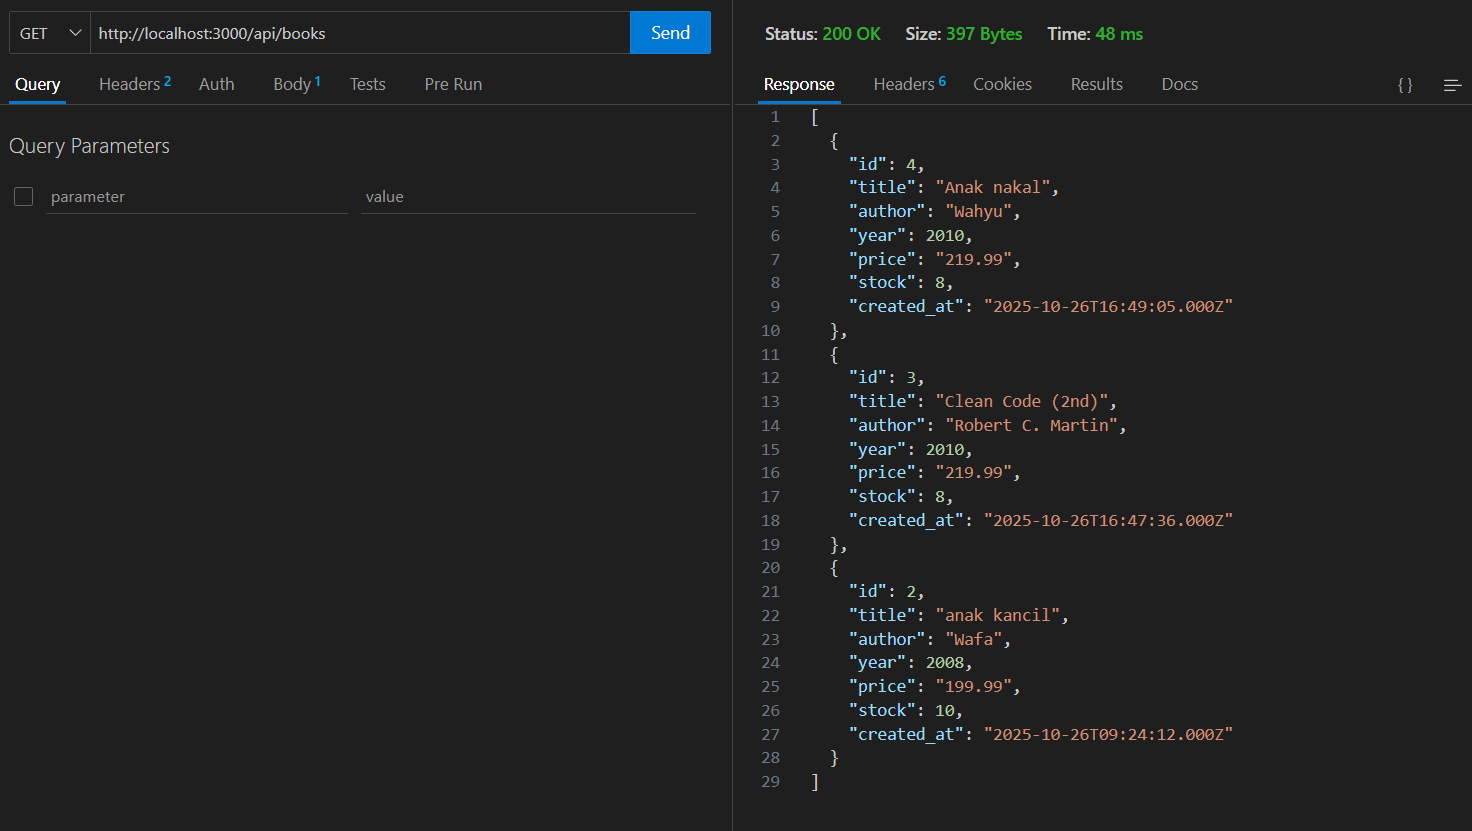 GET http://localhost:3000/api/books Send
Query Headers 2 Auth Body 1 Tests Pre Run
Query Parameters
parameter value
Status: 200 OK Size: 397 Bytes Time: 48 ms
Response Headers 6 Cookies Results Docs { }
1 [
2 {
3 "id": 4,
4 "title": "Anak nakal",
5 "author": "Wahyu",
6 "year": 2010,
7 "price": "219.99",
8 "stock": 8,
9 "created_at": "2025-10-26T16:49:05.000Z"
10 },
11 {
12 "id": 3,
13 "title": "Clean Code (2nd)",
14 "author": "Robert C. Martin",
15 "year": 2010,
16 "price": "219.99",
17 "stock": 8,
18 "created_at": "2025-10-26T16:47:36.000Z"
19 },
20 {
21 "id": 2,
22 "title": "anak kancil",
23 "author": "Wafa",
24 "year": 2008,
25 "price": "199.99",
26 "stock": 10,
27 "created_at": "2025-10-26T09:24:12.000Z"
28 }
29 ]